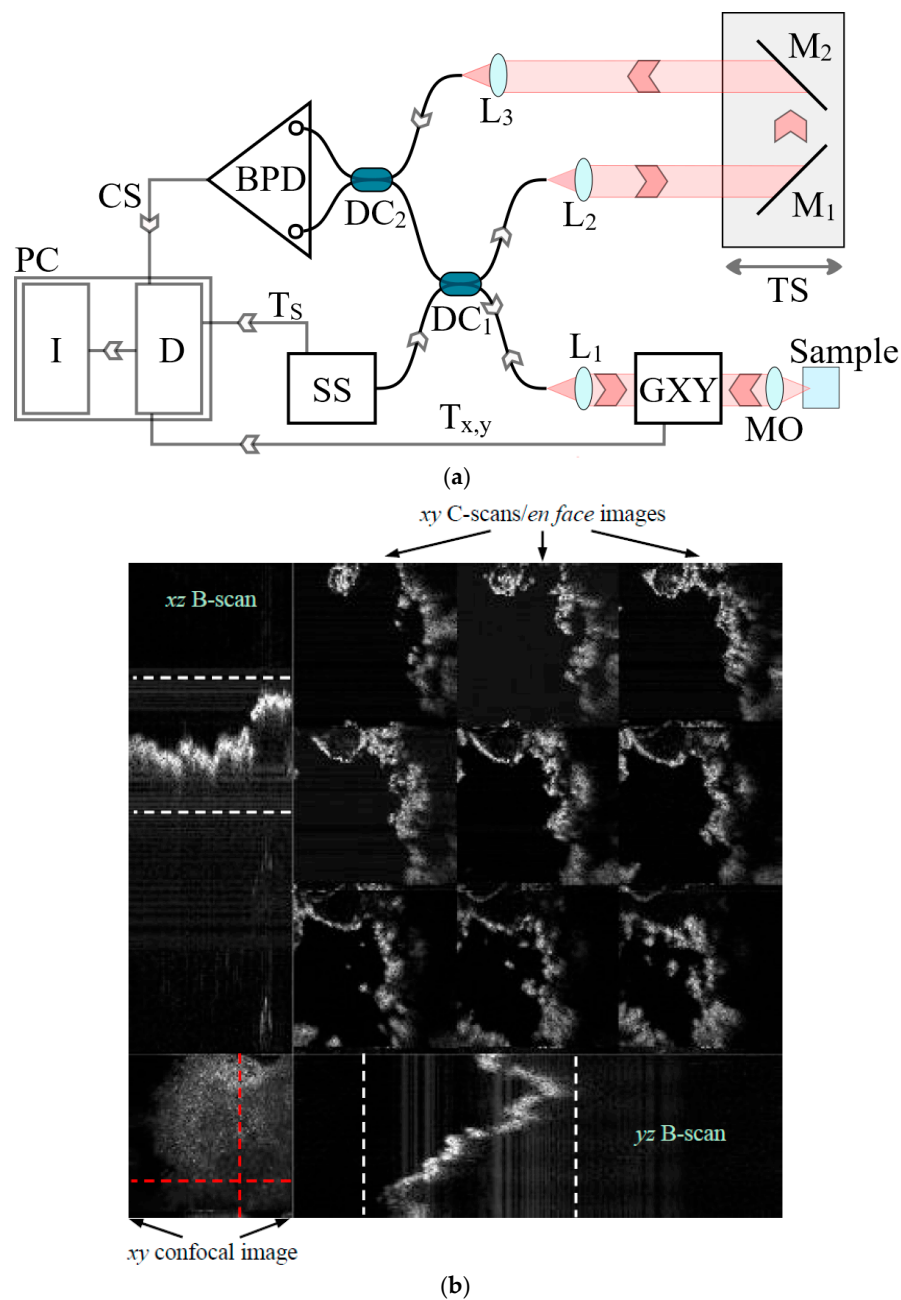 M₂
L₃
BPD
CS
DC₂
L₂
M₁
PC
TS
Tₛ
DC₁
L₁
Sample
I
D
SS
GXY
MO
Tₓ,ᵧ
(a)
xy C-scans/en face images
xz B-scan
yz B-scan
xy confocal image
(b)